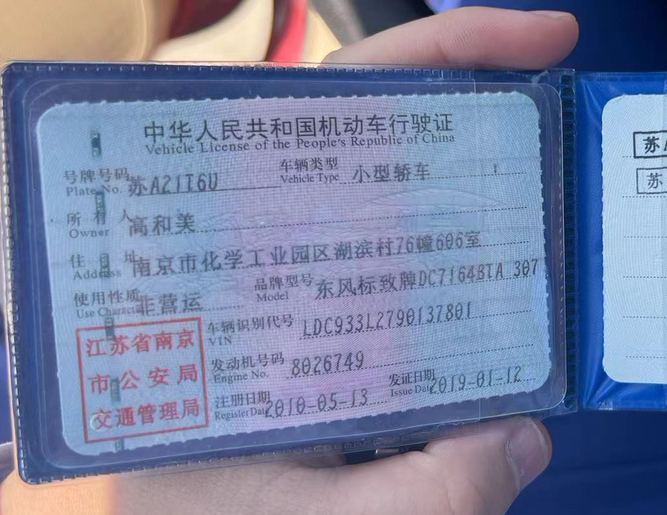 中华人民共和国机动车行驶证
Vehicle License of the People's Republic of China
号牌号码 苏A21T6U 车辆类型 小型轿车
Plate No. Vehicle Type
所有人 高和美
Owner
住址 南京市化学工业园区湖滨村76幢606室
Address
使用性质 非营运 品牌型号 东风标致牌DC7164BTA 307
Use Character Model
江苏省南京
市公安局
交通管理局
车辆识别代号 LDC933L2790137801
VIN
发动机号码 8026749
Engine No.
注册日期 2010-05-13 发证日期 2019-01-12
Register Date Issue Date
苏A
苏